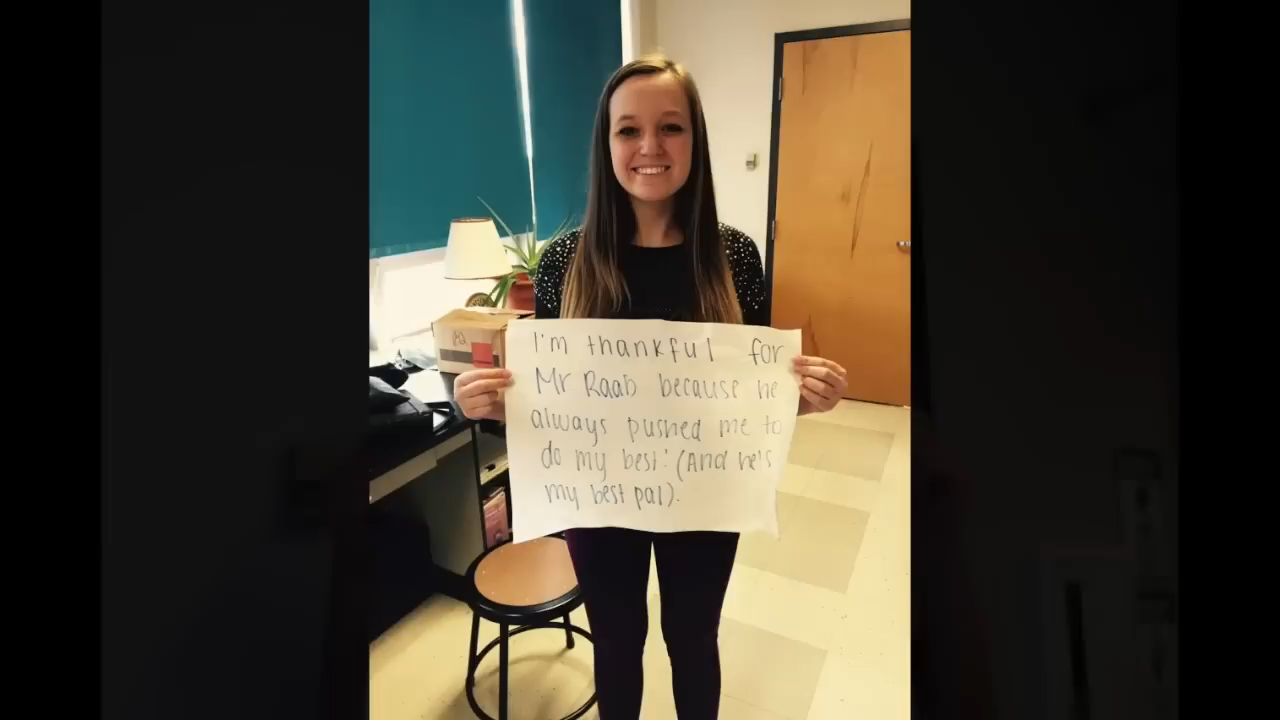 I'm thankful for
Mr Raab because he
always pushed me to
do my best! (And he's
my best pal).